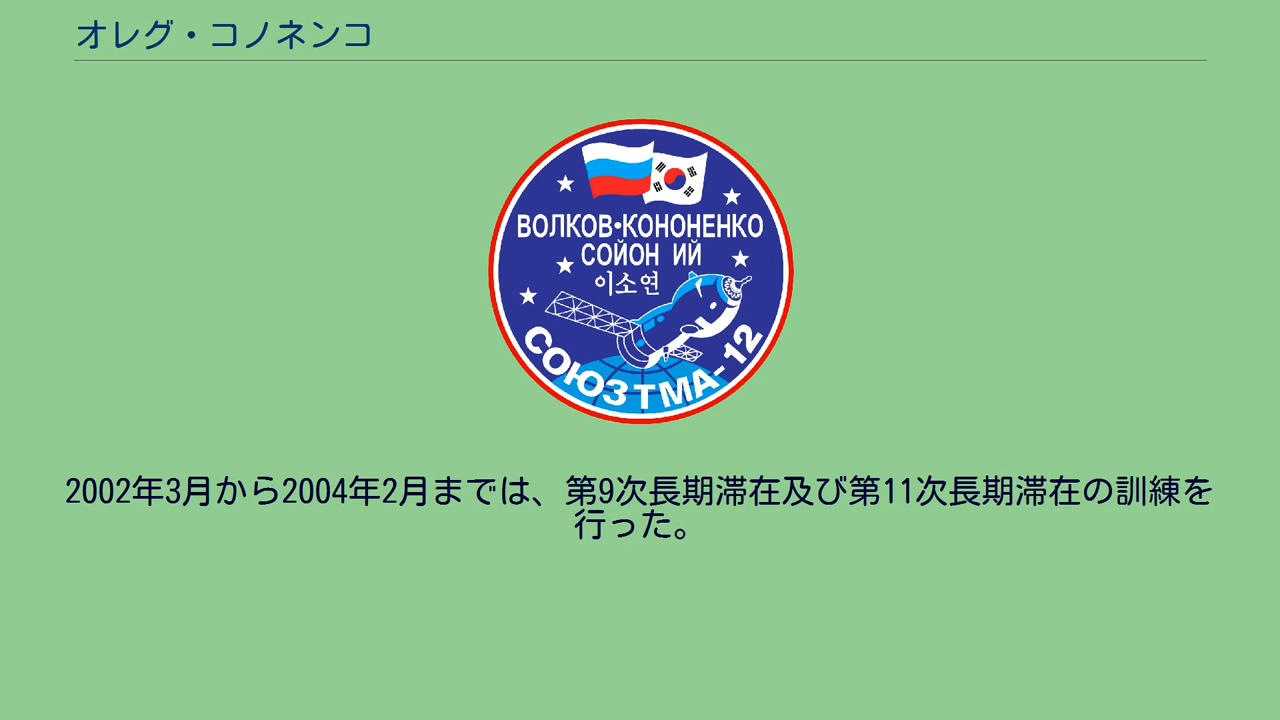 オレグ・コノネンコ
ВОЛКОВ•КОНОНЕНКО
СОЙОН ИЙ
이소연
СОЮЗ ТМА-12
2002年3月から2004年2月までは、第9次長期滞在及び第11次長期滞在の訓練を
行った。